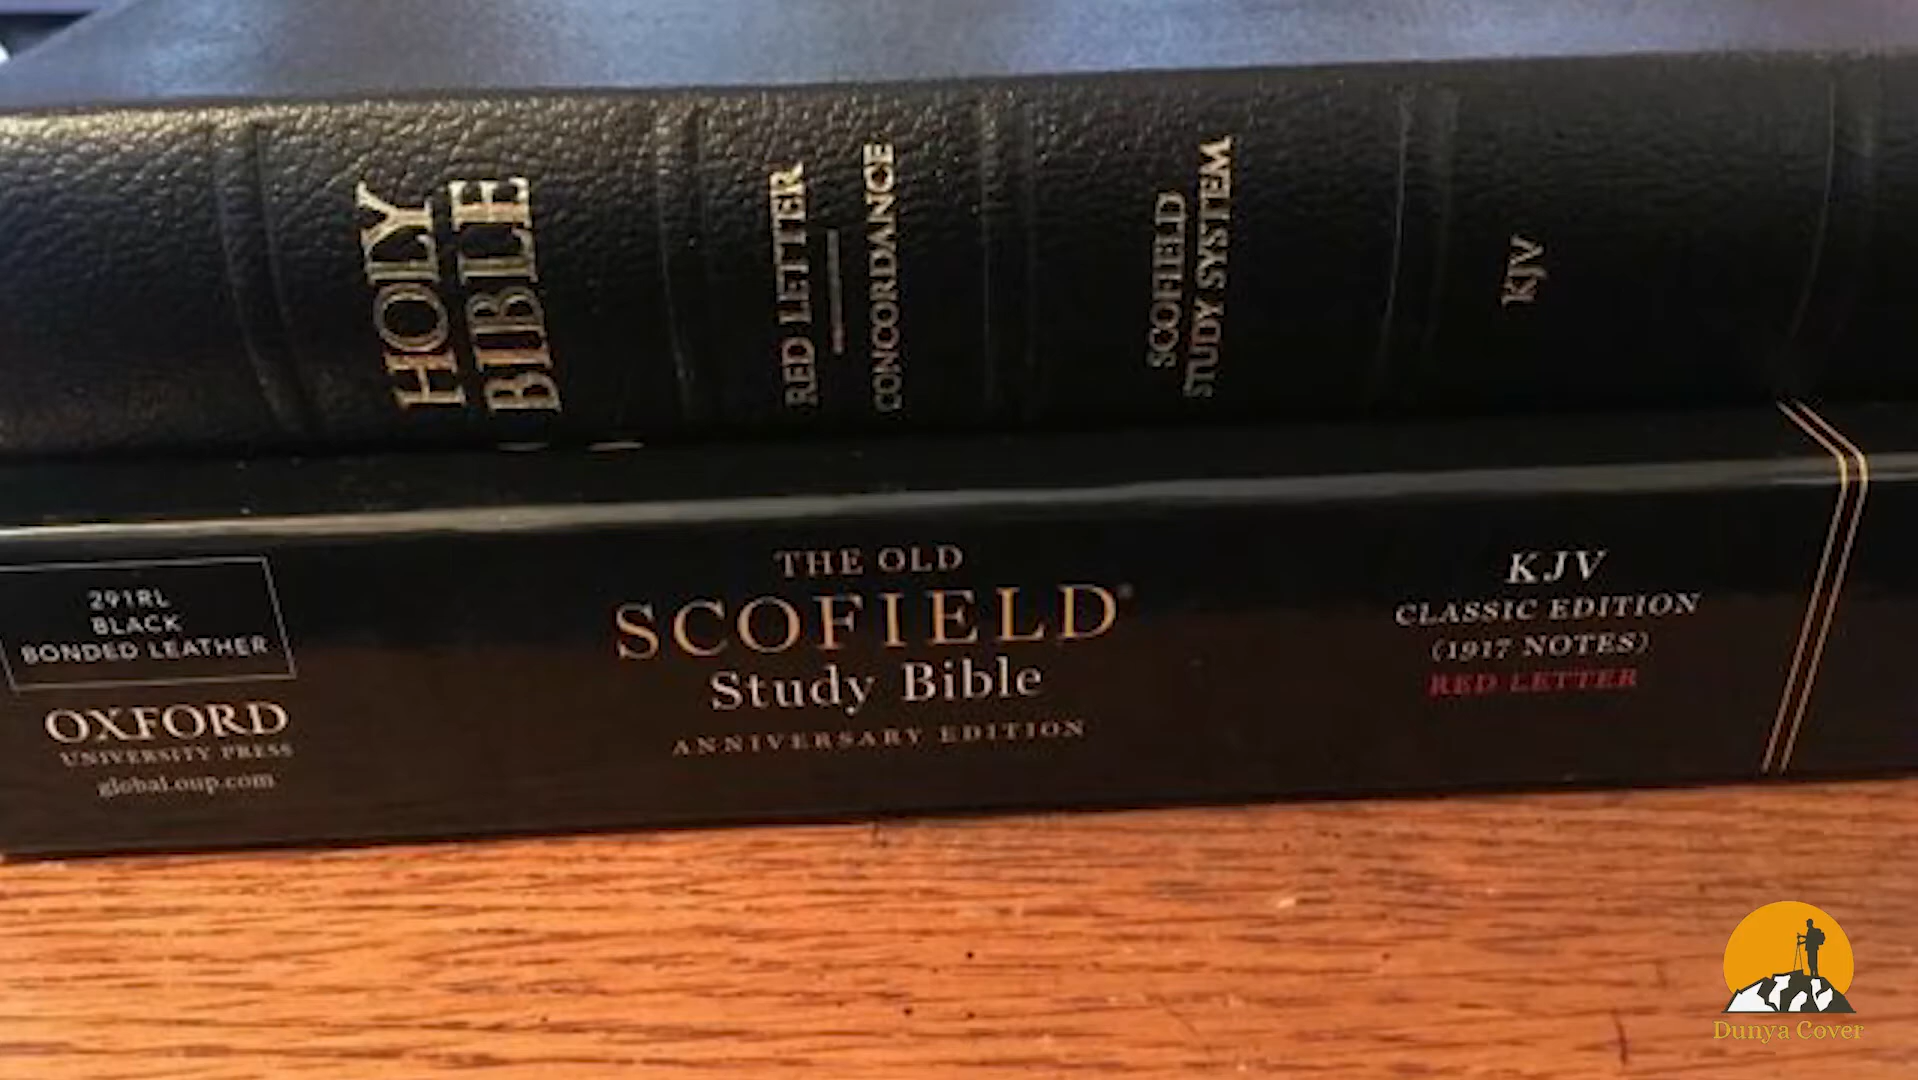 HOLY
BIBLE
RED LETTER
CONCORDANCE
SCOFIELD
STUDY SYSTEM
KJV
291RL
BLACK
BONDED LEATHER
OXFORD
UNIVERSITY PRESS
global.oup.com
THE OLD
SCOFIELD®
Study Bible
ANNIVERSARY EDITION
KJV
CLASSIC EDITION
(1917 NOTES)
RED LETTER
Dunya Cover